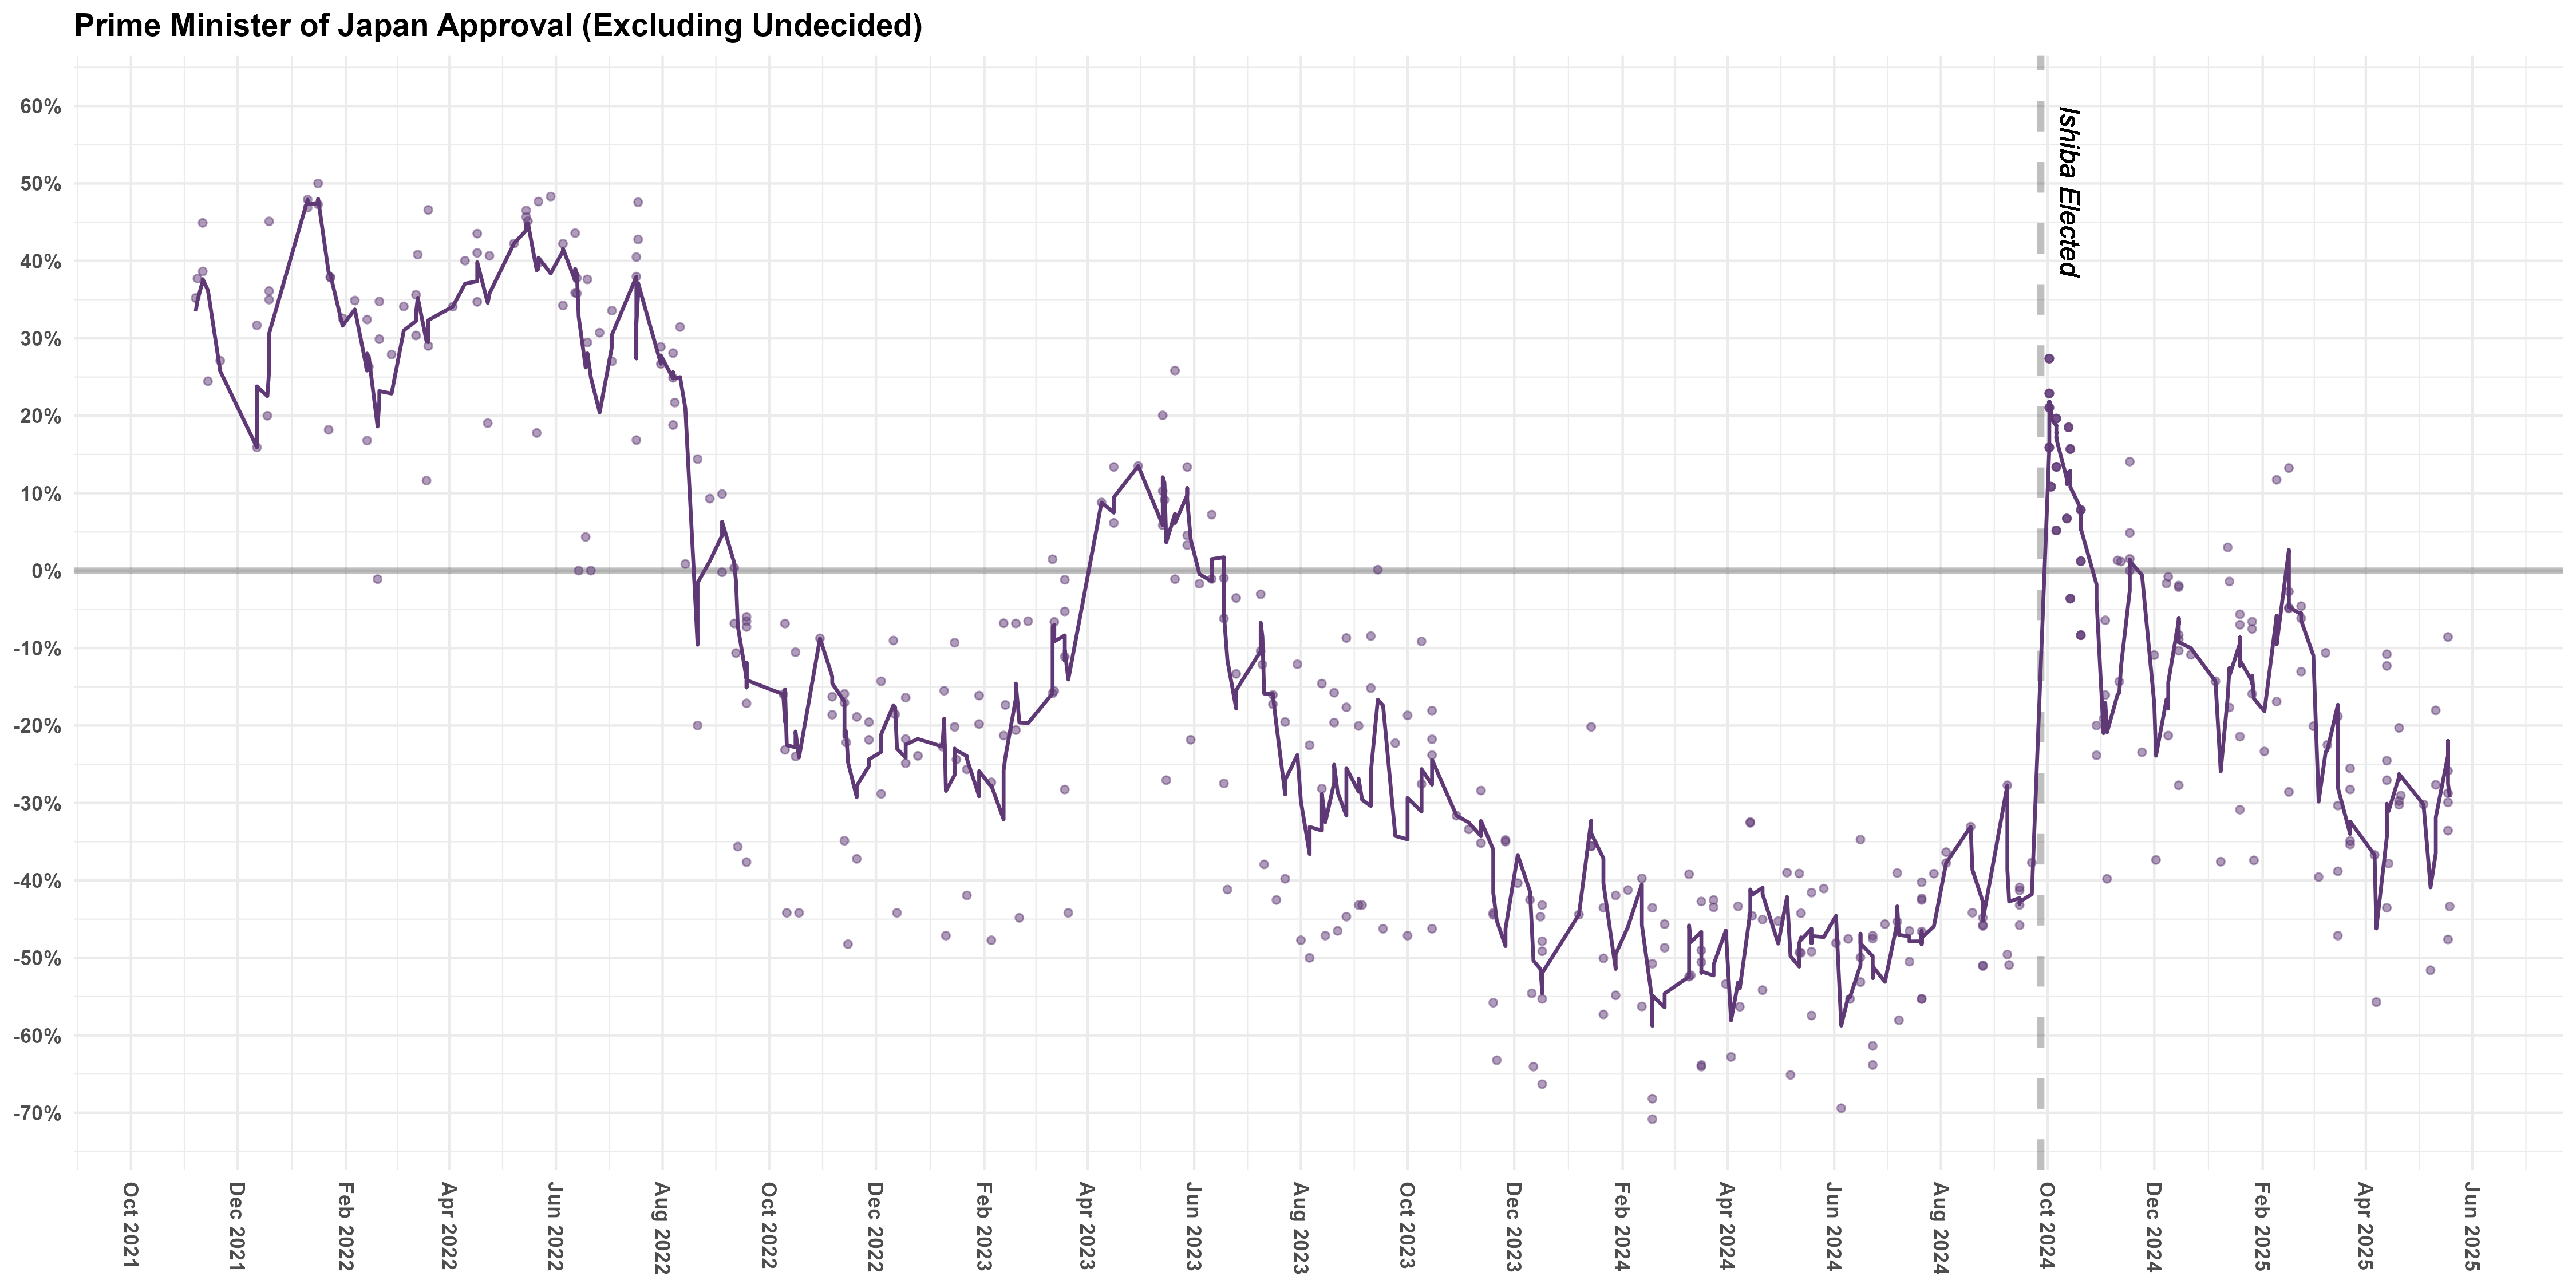 Prime Minister of Japan Approval (Excluding Undecided)
60%
50%
40%
30%
20%
10%
0%
-10%
-20%
-30%
-40%
-50%
-60%
-70%
Ishiba Elected
Oct 2021
Dec 2021
Feb 2022
Apr 2022
Jun 2022
Aug 2022
Oct 2022
Dec 2022
Feb 2023
Apr 2023
Jun 2023
Aug 2023
Oct 2023
Dec 2023
Feb 2024
Apr 2024
Jun 2024
Aug 2024
Oct 2024
Dec 2024
Feb 2025
Apr 2025
Jun 2025